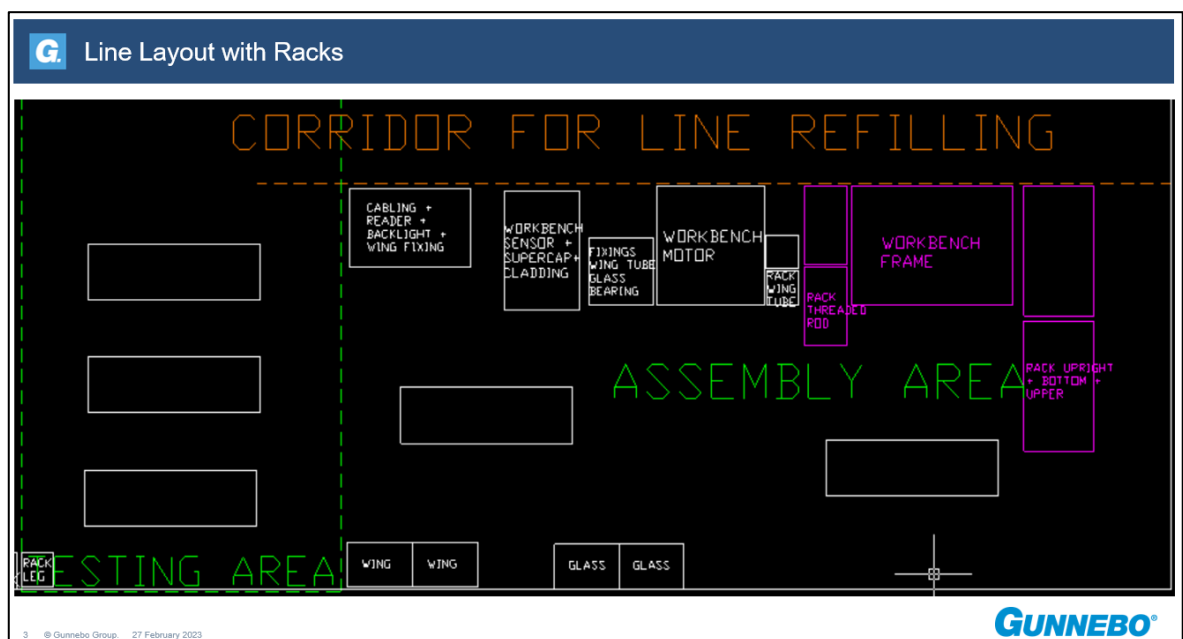 G. Line Layout with Racks
CORRIDOR FOR LINE REFILLING
CABLING +
READER +
BACKLIGHT +
WING FIXING
WORKBENCH
SENSOR +
SUPERCAP+
CLADDING
FIXINGS
WING TUBE
GLASS
BEARING
WORKBENCH
MOTOR
RACK
WING
TUBE
RACK
THREADED
ROD
WORKBENCH
FRAME
RACK UPRIGHT
+ BOTTOM +
UPPER
ASSEMBLY AREA
RACK
LEG
TESTING AREA
WING
WING
GLASS
GLASS
3 © Gunnebo Group. 27 February 2023
GUNNEBO®